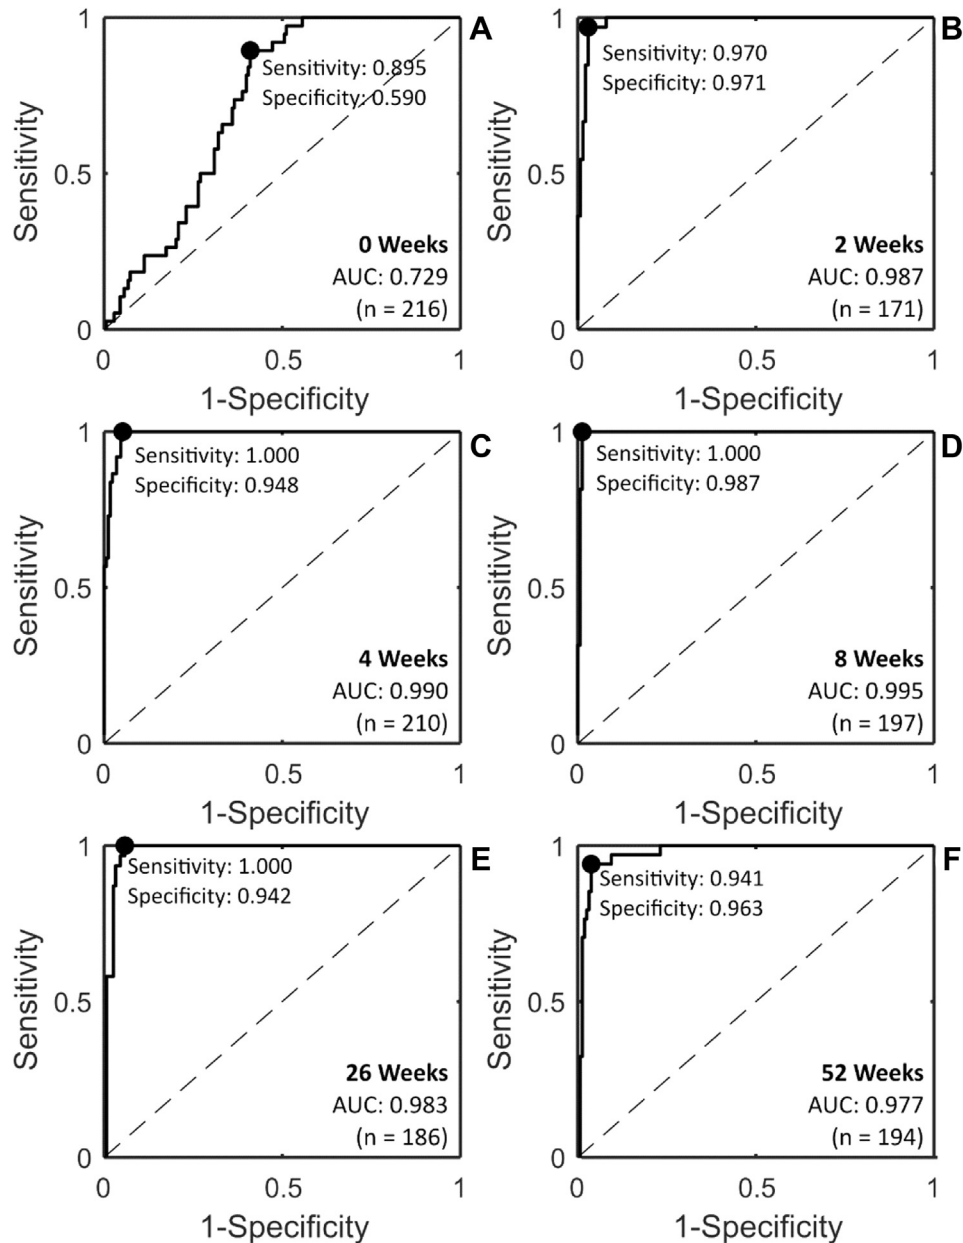 1
A
Sensitivity: 0.895
Specificity: 0.590
Sensitivity
0.5
0 Weeks
AUC: 0.729
(n = 216)
0
0
0.5
1
1-Specificity
1
B
Sensitivity: 0.970
Specificity: 0.971
Sensitivity
0.5
2 Weeks
AUC: 0.987
(n = 171)
0
0
0.5
1
1-Specificity
1
C
Sensitivity: 1.000
Specificity: 0.948
Sensitivity
0.5
4 Weeks
AUC: 0.990
(n = 210)
0
0
0.5
1
1-Specificity
1
D
Sensitivity: 1.000
Specificity: 0.987
Sensitivity
0.5
8 Weeks
AUC: 0.995
(n = 197)
0
0
0.5
1
1-Specificity
1
E
Sensitivity: 1.000
Specificity: 0.942
Sensitivity
0.5
26 Weeks
AUC: 0.983
(n = 186)
0
0
0.5
1
1-Specificity
1
F
Sensitivity: 0.941
Specificity: 0.963
Sensitivity
0.5
52 Weeks
AUC: 0.977
(n = 194)
0
0
0.5
1
1-Specificity